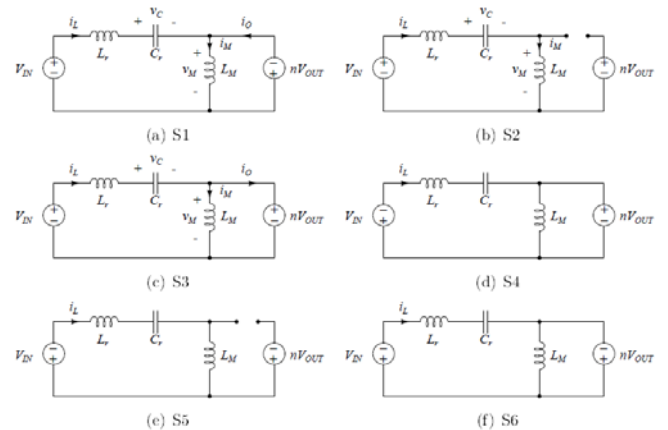 i_L + v_C - i_O
i_M
L_r C_r +
V_IN v_M L_M nV_OUT
-
(a) S1
i_L + v_C -
i_M
L_r C_r +
V_IN v_M L_M nV_OUT
-
(b) S2
i_L + v_C - i_O
i_M
L_r C_r +
V_IN v_M L_M nV_OUT
-
(c) S3
i_L
L_r C_r
V_IN L_M nV_OUT
(d) S4
i_L
L_r C_r
V_IN L_M nV_OUT
(e) S5
i_L
L_r C_r
V_IN L_M nV_OUT
(f) S6